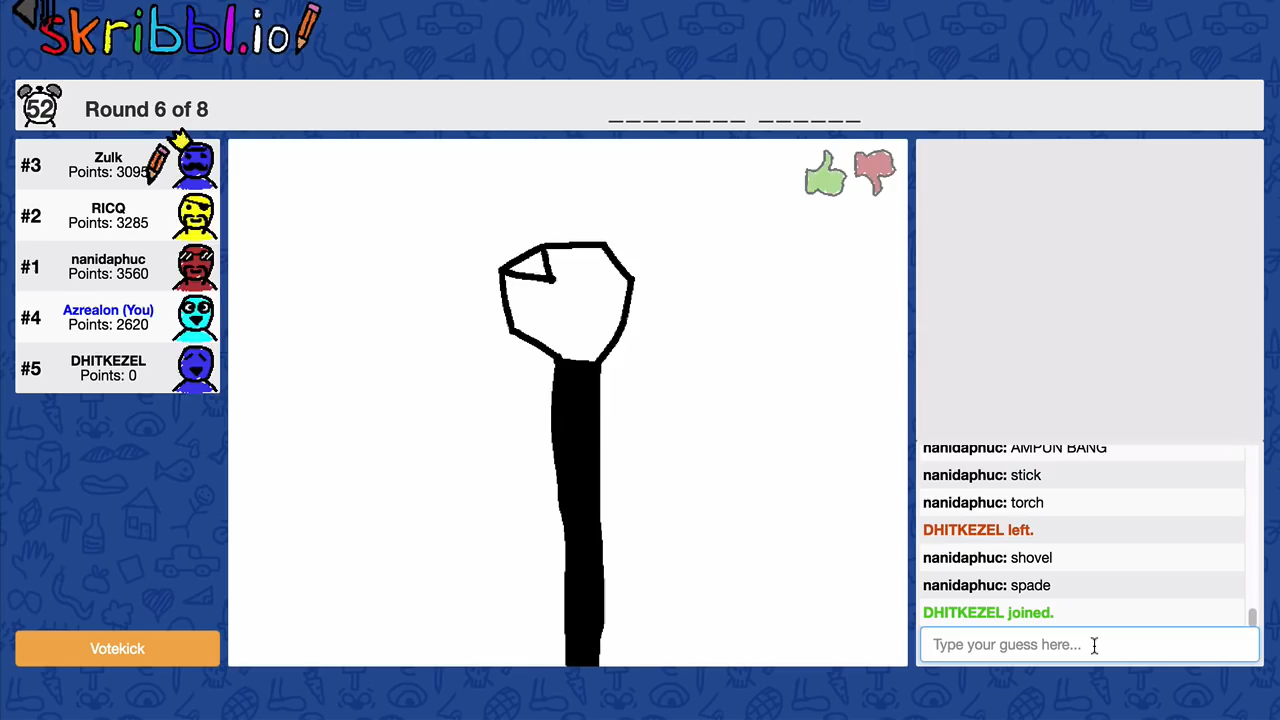 skribbl.io!
52
Round 6 of 8
________ ______
#3
Zulk
Points: 3095
#2
RICQ
Points: 3285
#1
nanidaphuc
Points: 3560
#4
Azrealon (You)
Points: 2620
#5
DHITKEZEL
Points: 0
Votekick
nanidaphuc: AMPUN BANG
nanidaphuc: stick
nanidaphuc: torch
DHITKEZEL left.
nanidaphuc: shovel
nanidaphuc: spade
DHITKEZEL joined.
Type your guess here...